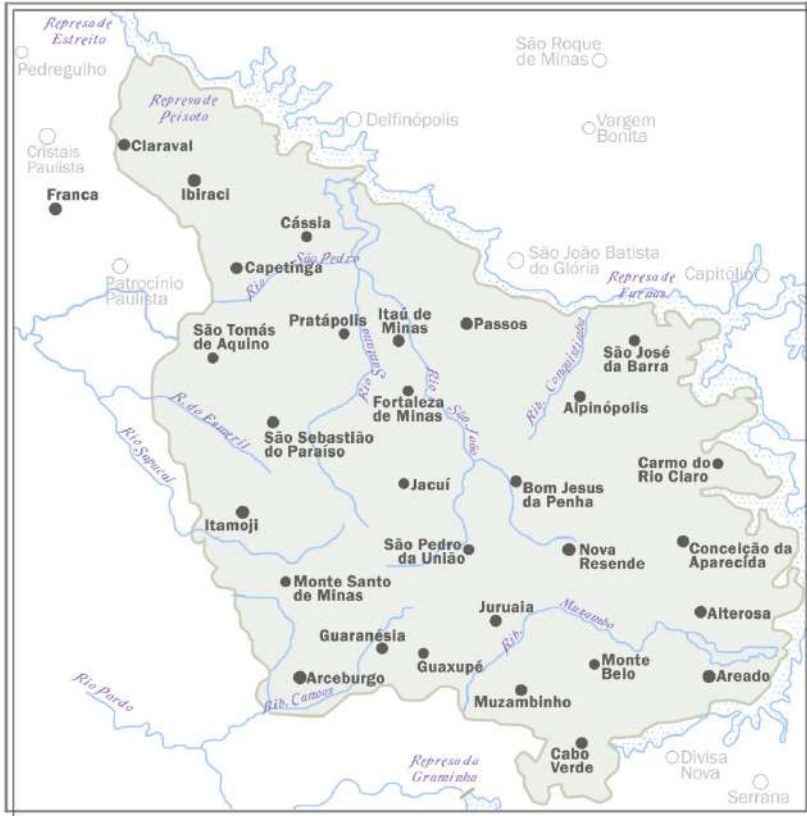 Represa de
Estreito
Pedregulho
São Roque
de Minas
Represa de
Peixoto
Delfinópolis
Vargem
Bonita
Claraval
Cristais
Paulista
Ibiraci
Franca
Cássia
São João Batista
do Glória
Capitólio
Represa de
Furnas
Patrocínio
Paulista
Capetinga
Rio São Pedro
São Tomás
de Aquino
Pratápolis
Itaú de
Minas
Passos
São José
da Barra
Rio Santana
Rio São João
Rib. Conquistinha
Fortaleza
de Minas
Alpinópolis
R. do Esmeril
São Sebastião
do Paraíso
Rio Sapucaí
Carmo do
Rio Claro
Jacuí
Bom Jesus
da Penha
Itamoji
São Pedro
da União
Nova
Resende
Conceição da
Aparecida
Monte Santo
de Minas
Juruaia
Rib. Muzambo
Alterosa
Guaranésia
Guaxupé
Monte
Belo
Areado
Arceburgo
Rib. Canoas
Muzambinho
Rio Pardo
Cabo
Verde
Represa da
Graminha
Divisa
Nova
Serrana